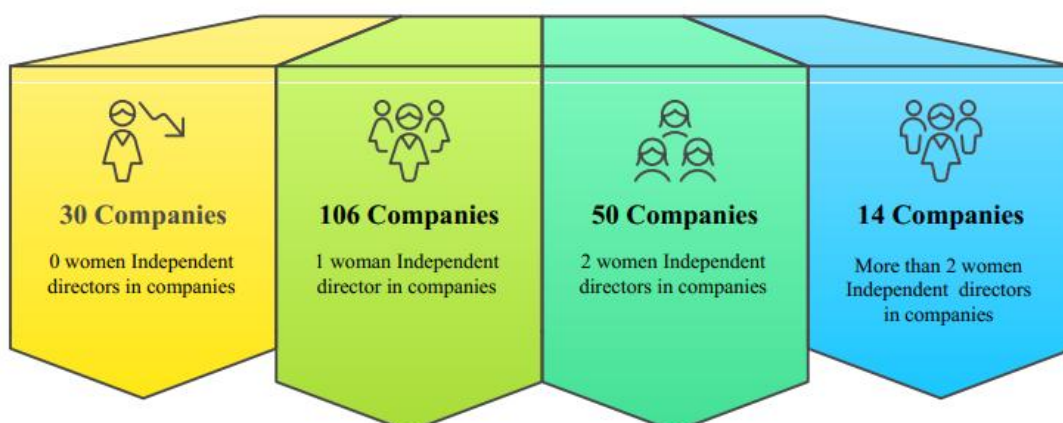 30 Companies
0 women Independent
directors in companies
106 Companies
1 woman Independent
director in companies
50 Companies
2 women Independent
directors in companies
14 Companies
More than 2 women
Independent directors
in companies